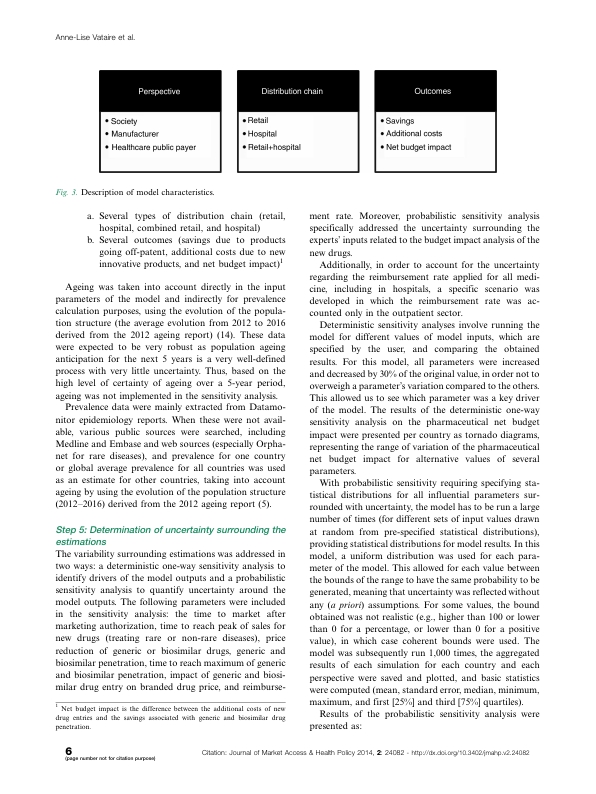 Anne-Lise Vataire et al.
Perspective
• Society
• Manufacturer
• Healthcare public payer
Distribution chain
• Retail
• Hospital
• Retail+hospital
Outcomes
• Savings
• Additional costs
• Net budget impact
Fig. 3. Description of model characteristics.
a. Several types of distribution chain (retail,
hospital, combined retail, and hospital)
b. Several outcomes (savings due to products
going off-patent, additional costs due to new
innovative products, and net budget impact)1
Ageing was taken into account directly in the input
parameters of the model and indirectly for prevalence
calculation purposes, using the evolution of the popula-
tion structure (the average evolution from 2012 to 2016
derived from the 2012 ageing report) (14). These data
were expected to be very robust as population ageing
anticipation for the next 5 years is a very well-defined
process with very little uncertainty. Thus, based on the
high level of certainty of ageing over a 5-year period,
ageing was not implemented in the sensitivity analysis.
Prevalence data were mainly extracted from Datamo-
nitor epidemiology reports. When these were not avail-
able, various public sources were searched, including
Medline and Embase and web sources (especially Orpha-
net for rare diseases), and prevalence for one country
or global average prevalence for all countries was used
as an estimate for other countries, taking into account
ageing by using the evolution of the population structure
(2012–2016) derived from the 2012 ageing report (5).
Step 5: Determination of uncertainty surrounding the
estimations
The variability surrounding estimations was addressed in
two ways: a deterministic one-way sensitivity analysis to
identify drivers of the model outputs and a probabilistic
sensitivity analysis to quantify uncertainty around the
model outputs. The following parameters were included
in the sensitivity analysis: the time to market after
marketing authorization, time to reach peak of sales for
new drugs (treating rare or non-rare diseases), price
reduction of generic or biosimilar drugs, generic and
biosimilar penetration, time to reach maximum of generic
and biosimilar penetration, impact of generic and biosi-
milar drug entry on branded drug price, and reimburse-
1 Net budget impact is the difference between the additional costs of new
drug entries and the savings associated with generic and biosimilar drug
penetration.
ment rate. Moreover, probabilistic sensitivity analysis
specifically addressed the uncertainty surrounding the
experts' inputs related to the budget impact analysis of the
new drugs.
Additionally, in order to account for the uncertainty
regarding the reimbursement rate applied for all medi-
cine, including in hospitals, a specific scenario was
developed in which the reimbursement rate was ac-
counted only in the outpatient sector.
Deterministic sensitivity analyses involve running the
model for different values of model inputs, which are
specified by the user, and comparing the obtained
results. For this model, all parameters were increased
and decreased by 30% of the original value, in order not to
overweigh a parameter's variation compared to the others.
This allowed us to see which parameter was a key driver
of the model. The results of the deterministic one-way
sensitivity analysis on the pharmaceutical net budget
impact were presented per country as tornado diagrams,
representing the range of variation of the pharmaceutical
net budget impact for alternative values of several
parameters.
With probabilistic sensitivity requiring specifying sta-
tistical distributions for all influential parameters sur-
rounded with uncertainty, the model has to be run a large
number of times (for different sets of input values drawn
at random from pre-specified statistical distributions),
providing statistical distributions for model results. In this
model, a uniform distribution was used for each para-
meter of the model. This allowed for each value between
the bounds of the range to have the same probability to be
generated, meaning that uncertainty was reflected without
any (a priori) assumptions. For some values, the bound
obtained was not realistic (e.g., higher than 100 or lower
than 0 for a percentage, or lower than 0 for a positive
value), in which case coherent bounds were used. The
model was subsequently run 1,000 times, the aggregated
results of each simulation for each country and each
perspective were saved and plotted, and basic statistics
were computed (mean, standard error, median, minimum,
maximum, and first [25%] and third [75%] quartiles).
Results of the probabilistic sensitivity analysis were
presented as:
6
(page number not for citation purpose)
Citation: Journal of Market Access & Health Policy 2014, 2: 24082 - http://dx.doi.org/10.3402/jmahp.v2.24082